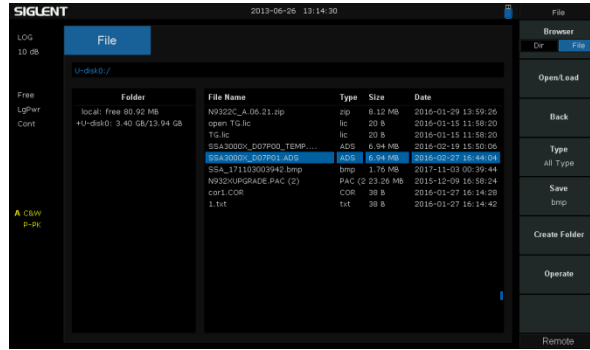 SIGLENT 2013-06-26 13:14:30 File
LOG
10 dB
Free
LgPwr
Cont
A C&W
P-PK
File
U-disk0:/
Folder
local: free 80.92 MB
+U-disk0: 3.40 GB/13.94 GB
File Name Type Size Date
N9322C_A.06.21.zip zip 8.12 MB 2016-01-29 13:59:26
open TG.lic lic 20 B 2016-01-15 11:58:20
TG.lic lic 20 B 2016-01-15 11:58:20
SSA3000X_D07P00_TEMP.... ADS 6.94 MB 2016-02-19 15:50:06
SSA3000X_D07P01.ADS ADS 6.94 MB 2016-02-27 16:44:04
SSA_171103003942.bmp bmp 1.76 MB 2017-11-03 00:39:44
N932XUPGRADE.PAC (2) PAC (2 23.26 MB 2015-12-09 16:58:24
cor1.COR COR 38 B 2016-01-27 16:14:28
1.txt txt 38 B 2016-01-27 16:14:42
Browser
Dir File
Open/Load
Back
Type
All Type
Save
bmp
Create Folder
Operate
Remote